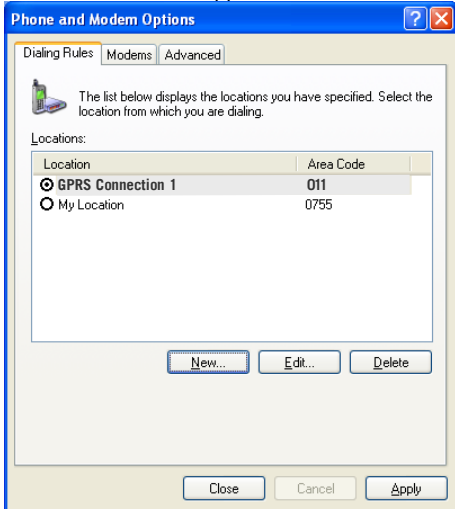 Phone and Modem Options
Dialing Rules Modems Advanced
The list below displays the locations you have specified. Select the
location from which you are dialing.
Locations:
Location Area Code
GPRS Connection 1 011
My Location 0755
New... Edit... Delete
Close Cancel Apply